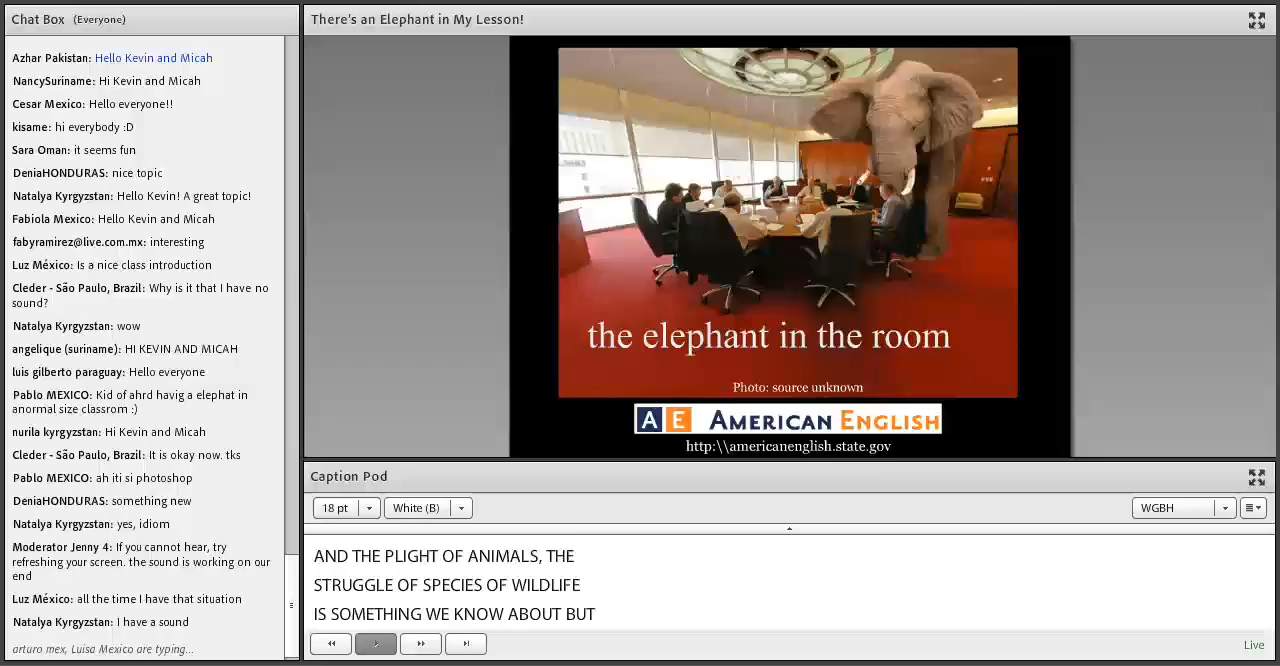 Chat Box (Everyone)
Azhar Pakistan: Hello Kevin and Micah
NancySuriname: Hi Kevin and Micah
Cesar Mexico: Hello everyone!!
kisame: hi everybody :D
Sara Oman: it seems fun
DeniaHONDURAS: nice topic
Natalya Kyrgyzstan: Hello Kevin! A great topic!
Fabiola Mexico: Hello Kevin and Micah
fabyramirez@live.com.mx: interesting
Luz México: Is a nice class introduction
Cleder - São Paulo, Brazil: Why is it that I have no
sound?
Natalya Kyrgyzstan: wow
angelique (suriname): HI KEVIN AND MICAH
luis gilberto paraguay: Hello everyone
Pablo MEXICO: Kid of ahrd havig a elephat in
anormal size classrom :)
nurila kyrgyzstan: Hi Kevin and Micah
Cleder - São Paulo, Brazil: It is okay now. tks
Pablo MEXICO: ah iti si photoshop
DeniaHONDURAS: something new
Natalya Kyrgyzstan: yes, idiom
Moderator Jenny 4: If you cannot hear, try
refreshing your screen. the sound is working on our
end
Luz México: all the time I have that situation
Natalya Kyrgyzstan: I have a sound
arturo mex, Luisa Mexico are typing...
There's an Elephant in My Lesson!
the elephant in the room
Photo: source unknown
AE AMERICAN ENGLISH
http:\\americanenglish.state.gov
Caption Pod
18 pt White (B) WGBH
AND THE PLIGHT OF ANIMALS, THE
STRUGGLE OF SPECIES OF WILDLIFE
IS SOMETHING WE KNOW ABOUT BUT
Live